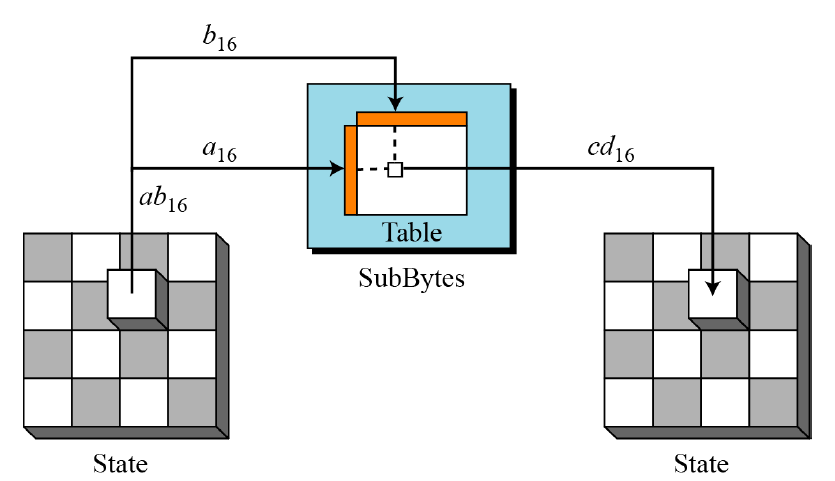 b₁₆
a₁₆
cd₁₆
ab₁₆
Table
SubBytes
State
State